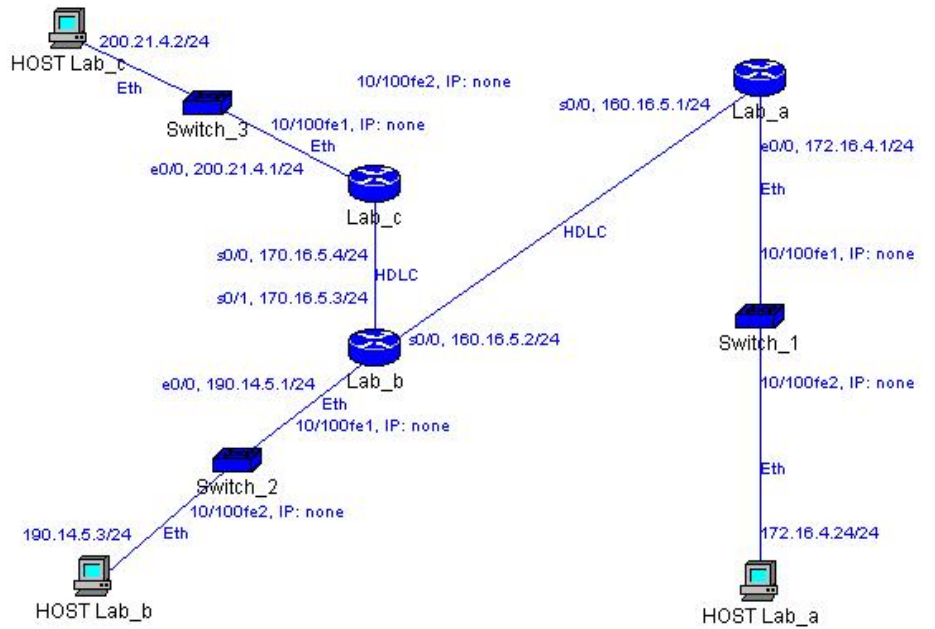 200.21.4.2/24
HOST Lab_c
Eth
10/100fe2, IP: none
Switch_3
10/100fe1, IP: none
Eth
e0/0, 200.21.4.1/24
Lab_c
s0/0, 160.16.5.1/24
Lab_a
e0/0, 172.16.4.1/24
Eth
HDLC
s0/0, 170.16.5.4/24
HDLC
s0/1, 170.16.5.3/24
10/100fe1, IP: none
Switch_1
s0/0, 160.16.5.2/24
e0/0, 190.14.5.1/24
Lab_b
Eth
10/100fe1, IP: none
10/100fe2, IP: none
Switch_2
10/100fe2, IP: none
Eth
190.14.5.3/24
Eth
172.16.4.24/24
HOST Lab_b
HOST Lab_a